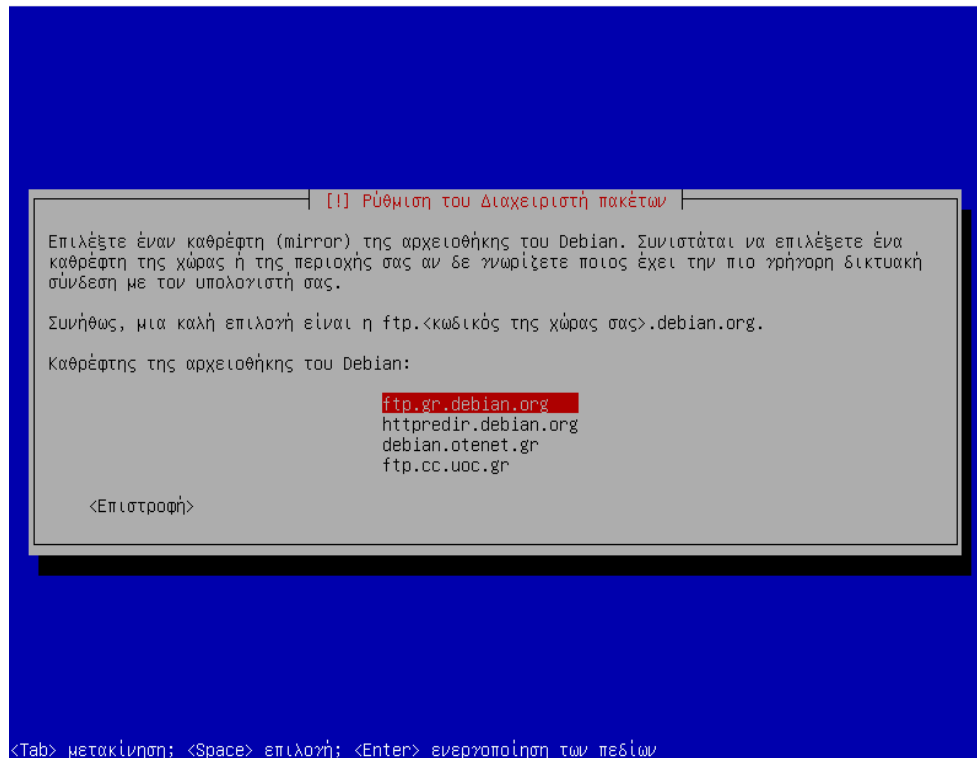 [!] Ρύθμιση του Διαχειριστή πακέτων
Επιλέξτε έναν καθρέφτη (mirror) της αρχειοθήκης του Debian. Συνιστάται να επιλέξετε ένα
καθρέφτη της χώρας ή της περιοχής σας αν δε γνωρίζετε ποιος έχει την πιο γρήγορη δικτυακή
σύνδεση με τον υπολογιστή σας.
Συνήθως, μια καλή επιλογή είναι η ftp.<κωδικός της χώρας σας>.debian.org.
Καθρέφτης της αρχειοθήκης του Debian:
ftp.gr.debian.org
httpredir.debian.org
debian.otenet.gr
ftp.cc.uoc.gr
<Επιστροφή>
<Tab> μετακίνηση; <Space> επιλογή; <Enter> ενεργοποίηση των πεδίων